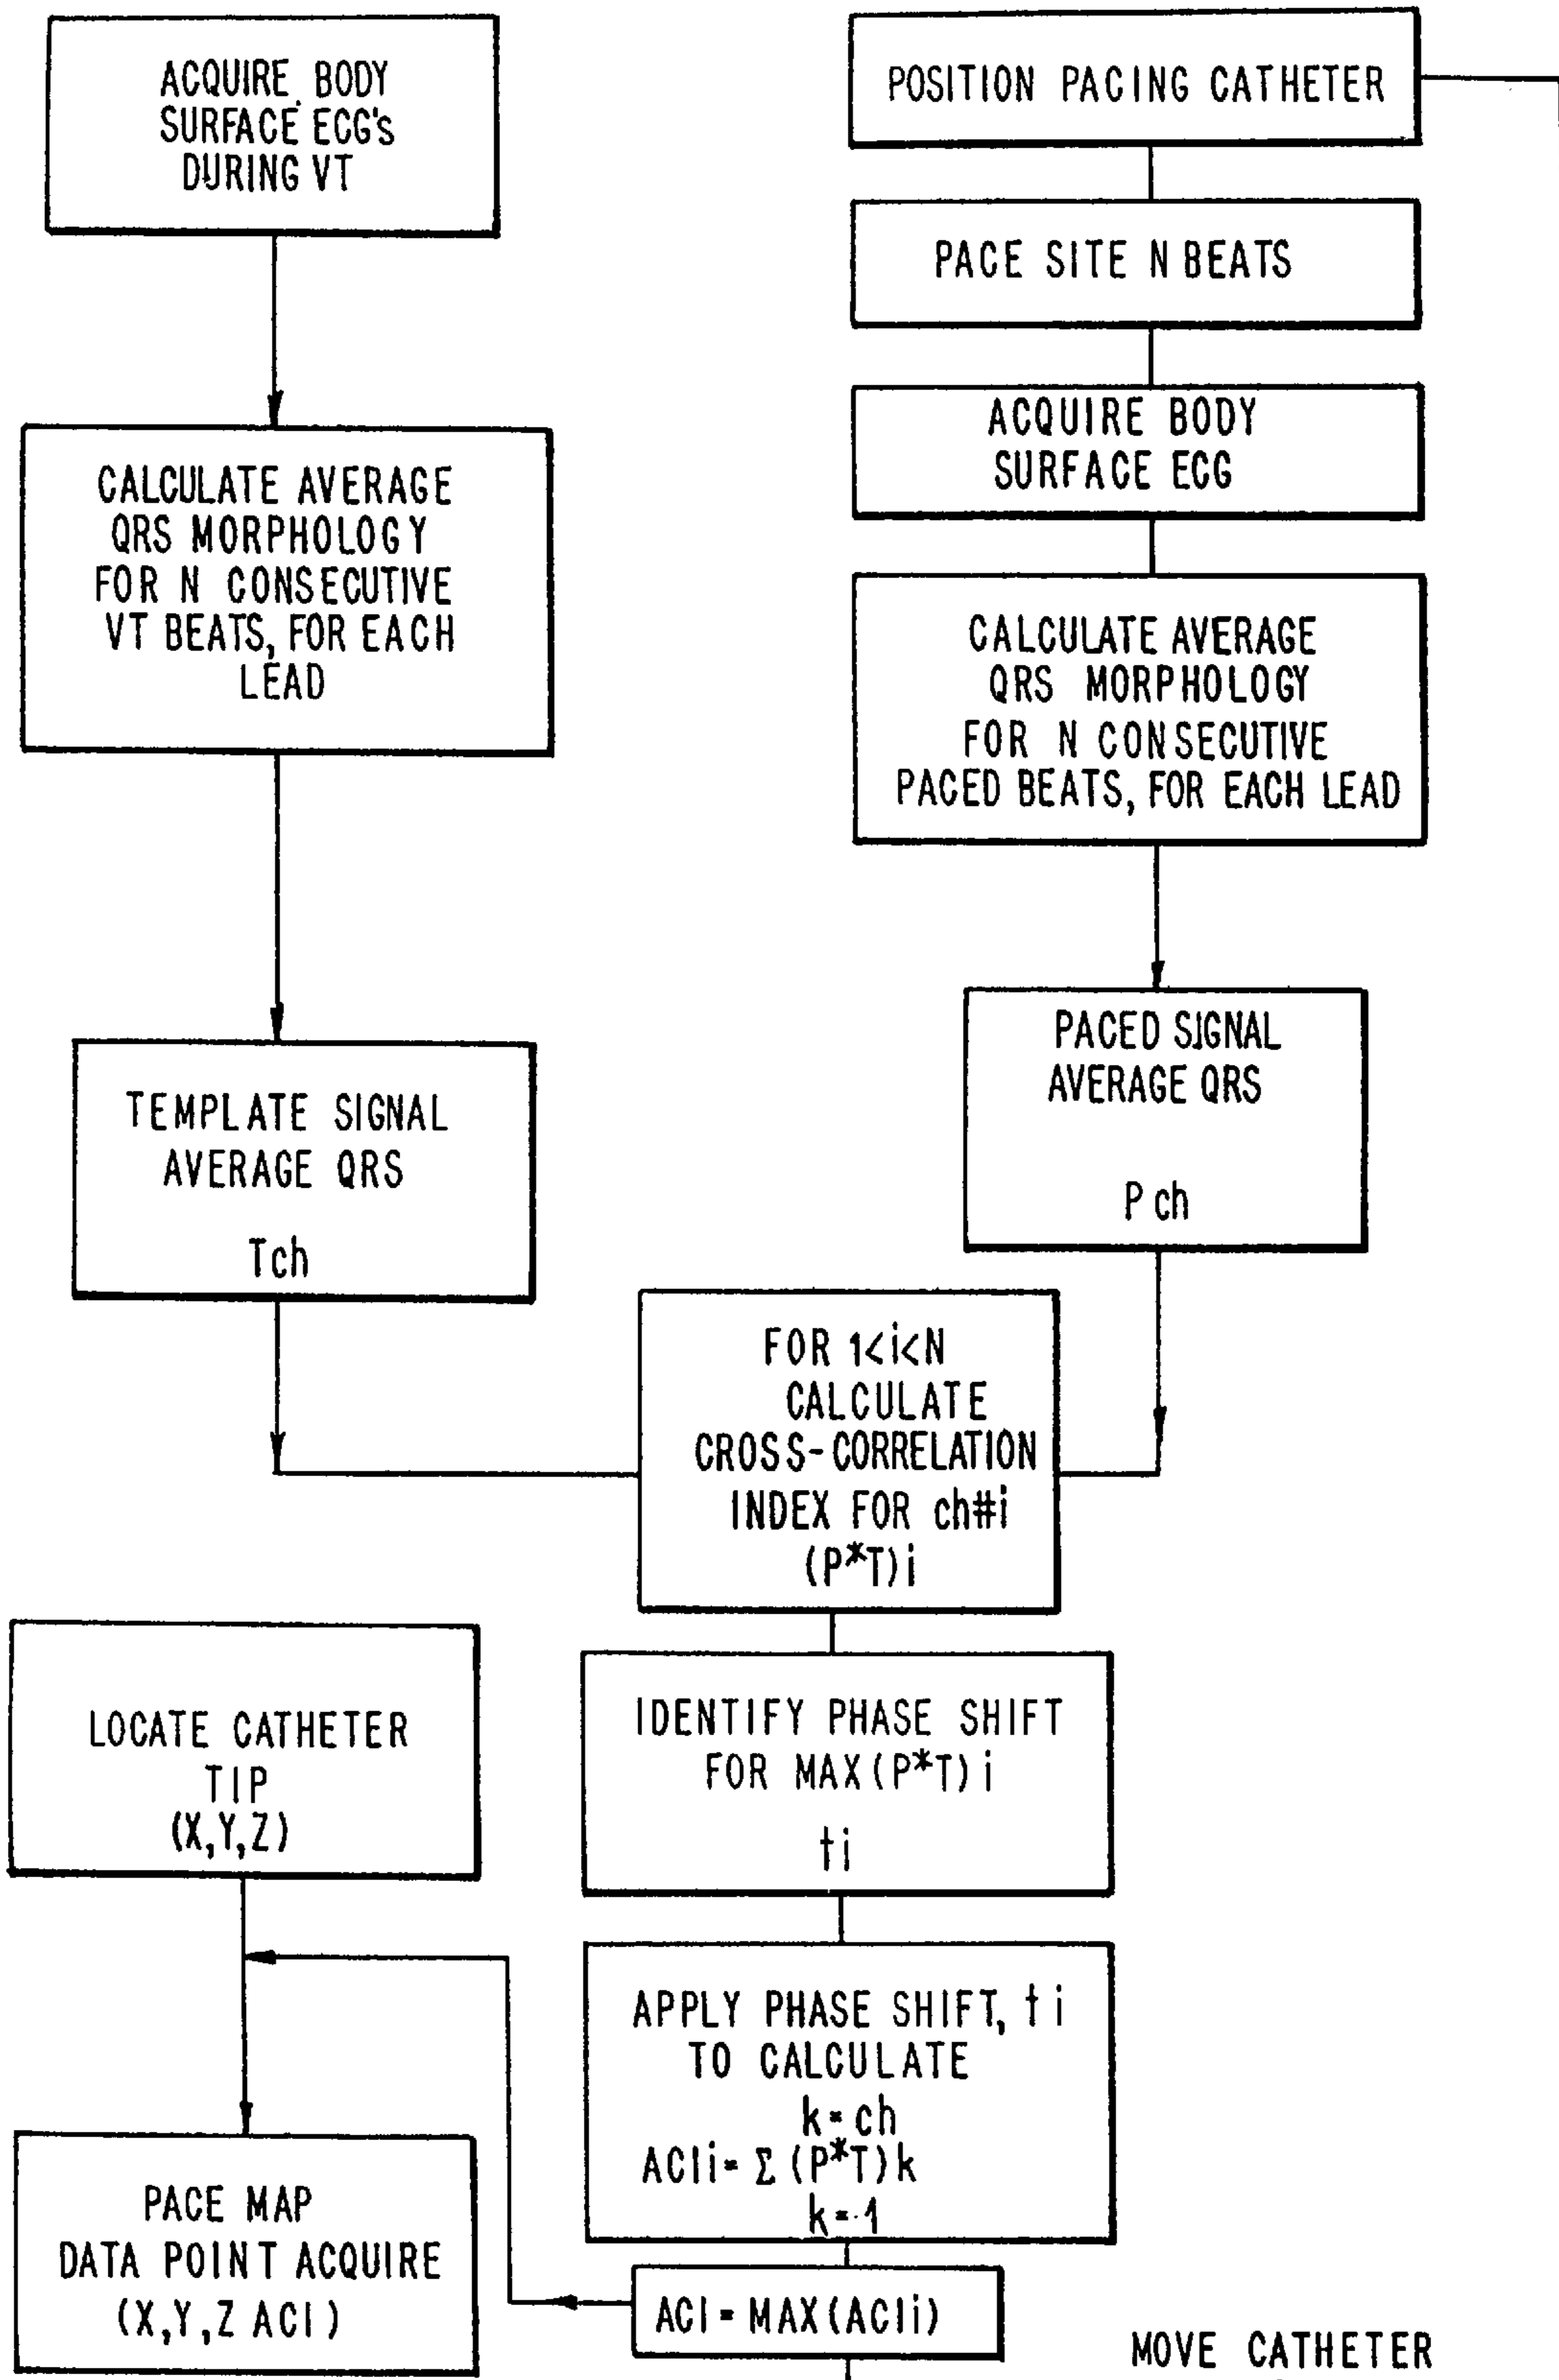 ACQUIRE BODY
SURFACE ECG's
DURING VT
CALCULATE AVERAGE
QRS MORPHOLOGY
FOR N CONSECUTIVE
VT BEATS, FOR EACH
LEAD
TEMPLATE SIGNAL
AVERAGE QRS
Tch
POSITION PACING CATHETER
PACE SITE N BEATS
ACQUIRE BODY
SURFACE ECG
CALCULATE AVERAGE
QRS MORPHOLOGY
FOR N CONSECUTIVE
PACED BEATS, FOR EACH LEAD
PACED SIGNAL
AVERAGE QRS
P ch
FOR 1<i<N
CALCULATE
CROSS-CORRELATION
INDEX FOR ch#i
(P*T)i
IDENTIFY PHASE SHIFT
FOR MAX(P*T)i
ti
APPLY PHASE SHIFT, ti
TO CALCULATE
k=ch
ACIi=Σ(P*T)k
k=1
ACI=MAX(ACIi)
LOCATE CATHETER
TIP
(X,Y,Z)
PACE MAP
DATA POINT ACQUIRE
(X,Y,Z ACI)
MOVE CATHETER